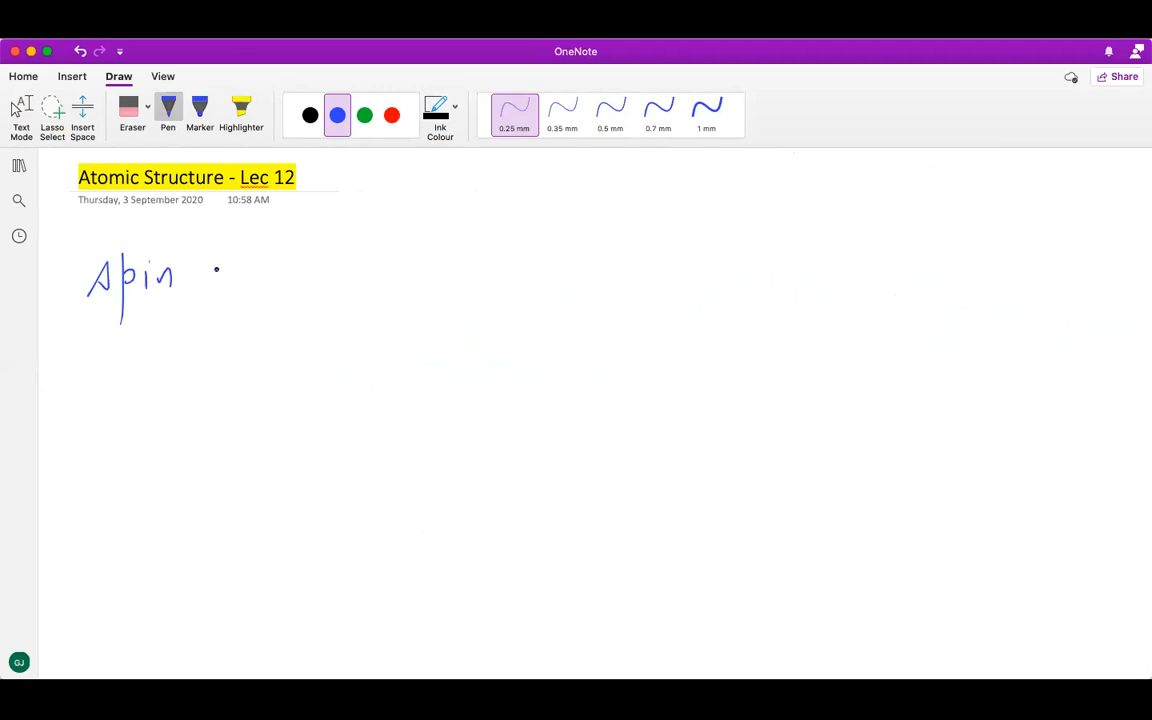 OneNote
Home Insert Draw View Share
Text Mode Lasso Select Insert Space Eraser Pen Marker Highlighter Ink Colour 0.25 mm 0.35 mm 0.5 mm 0.7 mm 1 mm
Atomic Structure - Lec 12
Thursday, 3 September 2020 10:58 AM
spin
GJ